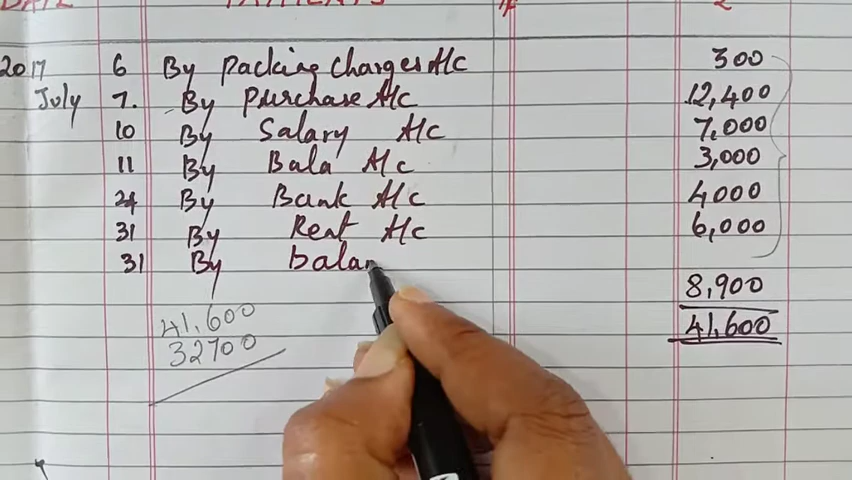 DATE PAYMENTS
2017 6 By packing charges A/c 300
July 7. By purchase A/c 12,400
10 By Salary A/c 7,000
11 By Bala A/c 3,000
24 By Bank A/c 4000
31 By Rent A/c 6,000
31 By balan
8,900
41,600 41,600
32700